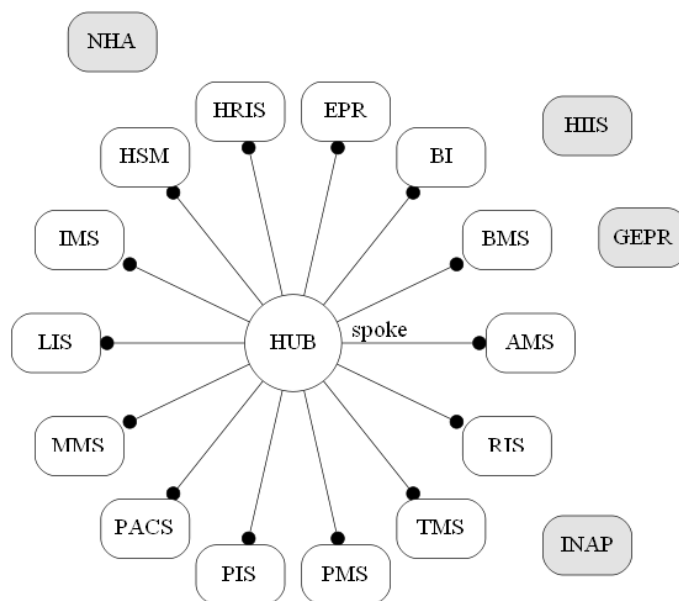 NHA
HRIS
EPR
HIIS
HSM
BI
IMS
BMS
GEPR
spoke
LIS
HUB
AMS
MMS
RIS
PACS
TMS
INAP
PIS
PMS